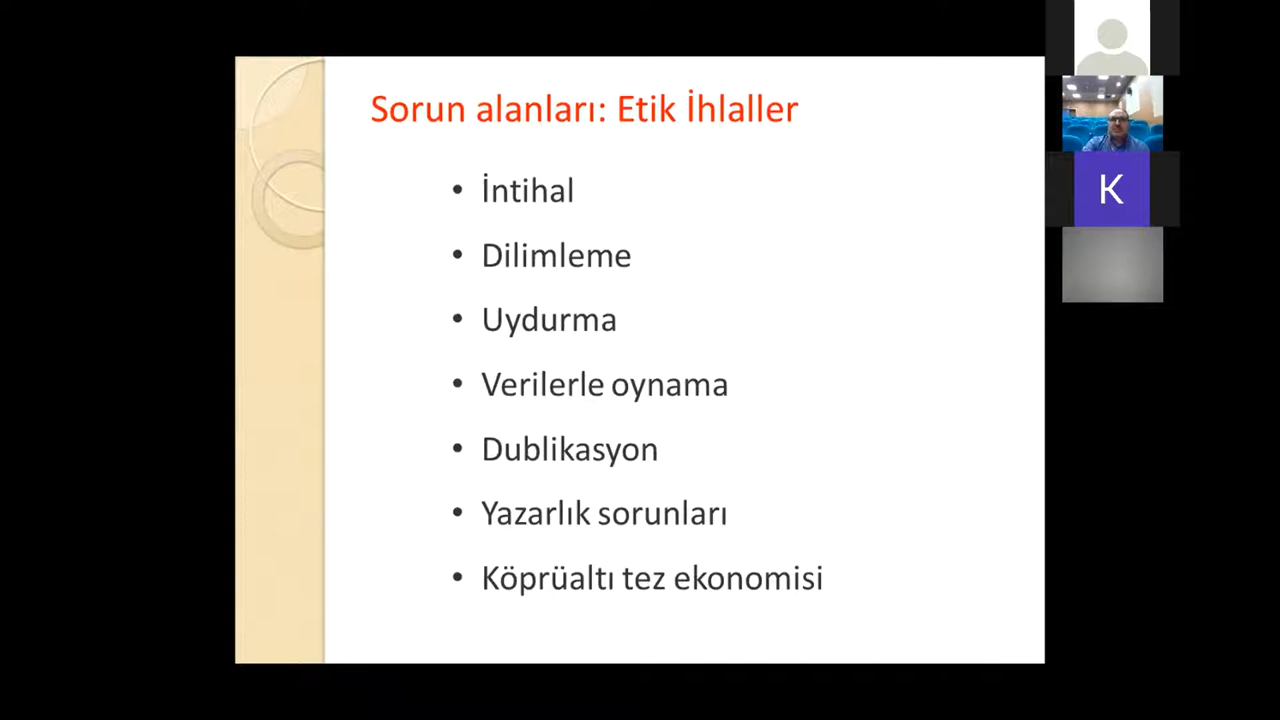 Sorun alanları: Etik İhlaller
• İntihal
• Dilimleme
• Uydurma
• Verilerle oynama
• Dublikasyon
• Yazarlık sorunları
• Köprüaltı tez ekonomisi
K